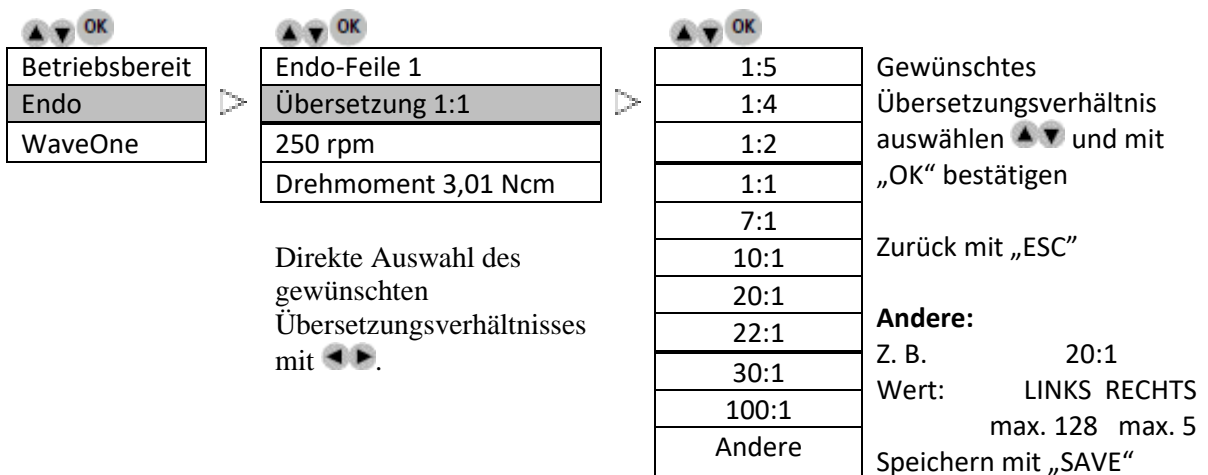 OK
Betriebsbereit
Endo
WaveOne
OK
Endo-Feile 1
Übersetzung 1:1
250 rpm
Drehmoment 3,01 Ncm
Direkte Auswahl des
gewünschten
Übersetzungsverhältnisses
mit ◀ ▶.
OK
1:5
1:4
1:2
1:1
7:1
10:1
20:1
22:1
30:1
100:1
Andere
Gewünschtes
Übersetzungsverhältnis
auswählen ▲ ▼ und mit
„OK“ bestätigen
Zurück mit „ESC”
Andere:
Z. B. 20:1
Wert: LINKS RECHTS
max. 128 max. 5
Speichern mit „SAVE“